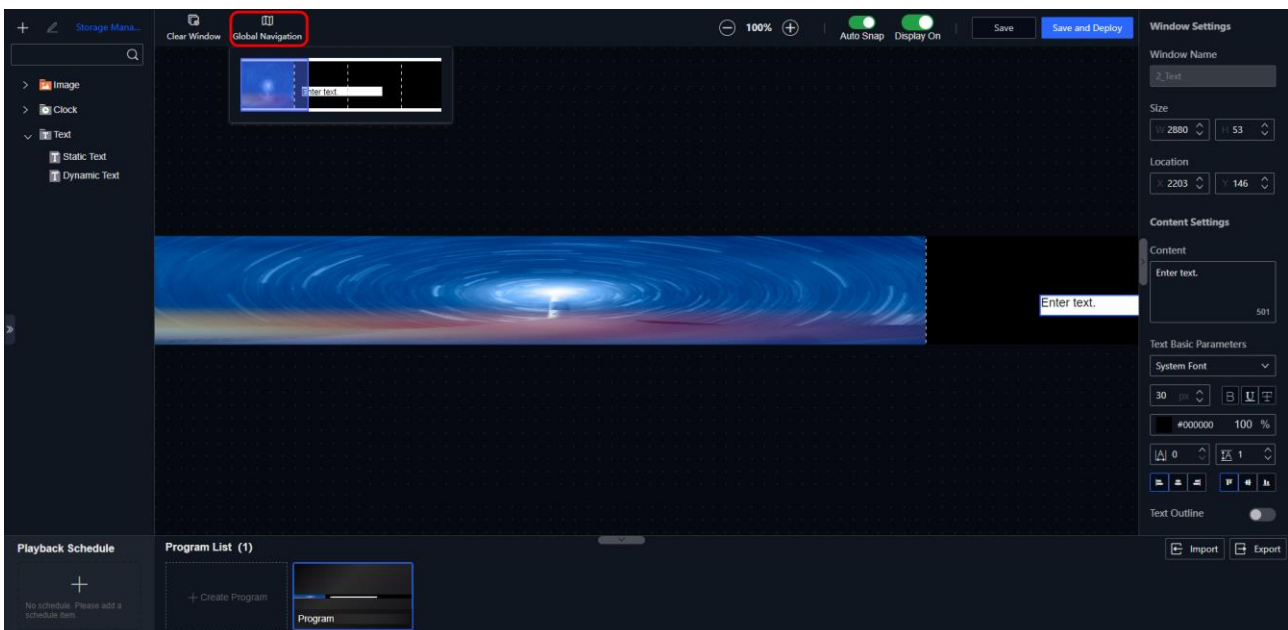 Storage Mana...
Image
Clock
Text
Static Text
Dynamic Text
Clear Window
Global Navigation
Enter text.
100%
Auto Snap
Display On
Save
Save and Deploy
Enter text.
Window Settings
Window Name
2_Text
Size
W 2880
H 53
Location
X 2203
Y 146
Content Settings
Content
Enter text.
501
Text Basic Parameters
System Font
30 px
B U T
#000000 100 %
A 0
A 1
Text Outline
Playback Schedule
No schedule. Please add a
schedule item.
Program List (1)
Create Program
Program
Import
Export